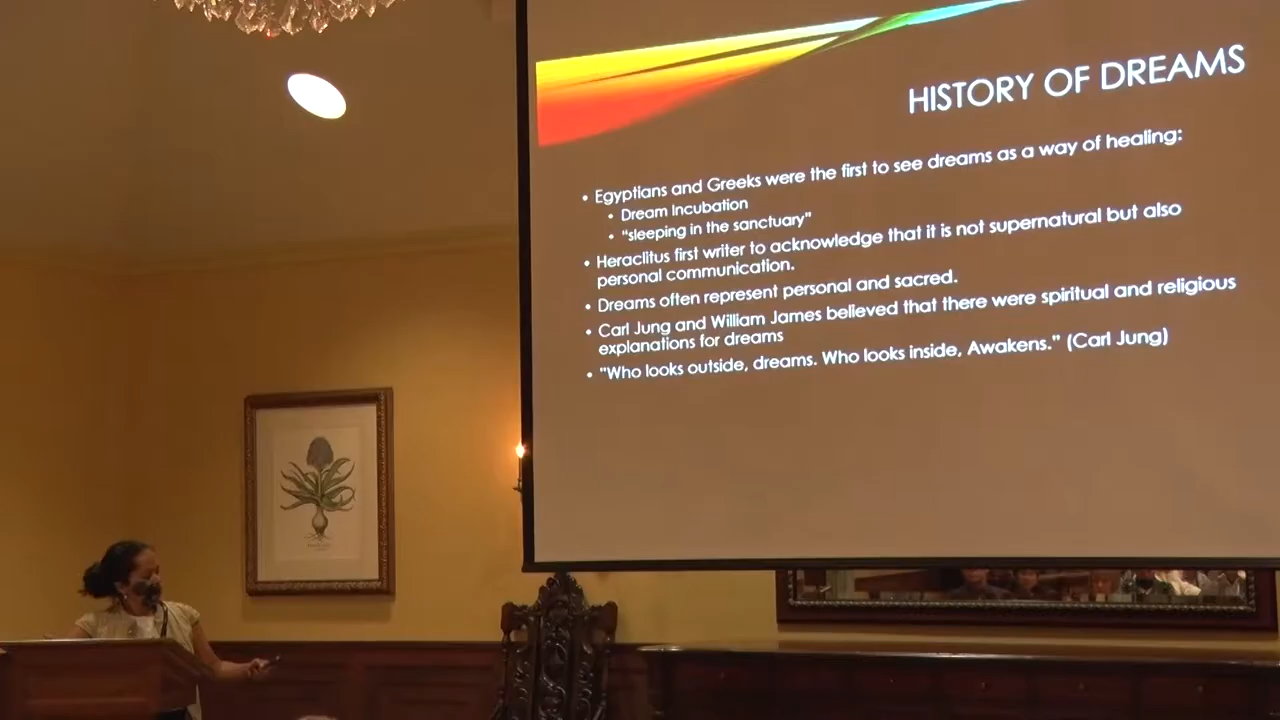 HISTORY OF DREAMS
• Egyptians and Greeks were the first to see dreams as a way of healing:
• Dream Incubation
• "sleeping in the sanctuary"
• Heraclitus first writer to acknowledge that it is not supernatural but also
personal communication.
• Dreams often represent personal and sacred.
• Carl Jung and William James believed that there were spiritual and religious
explanations for dreams
• "Who looks outside, dreams. Who looks inside, Awakens." (Carl Jung)